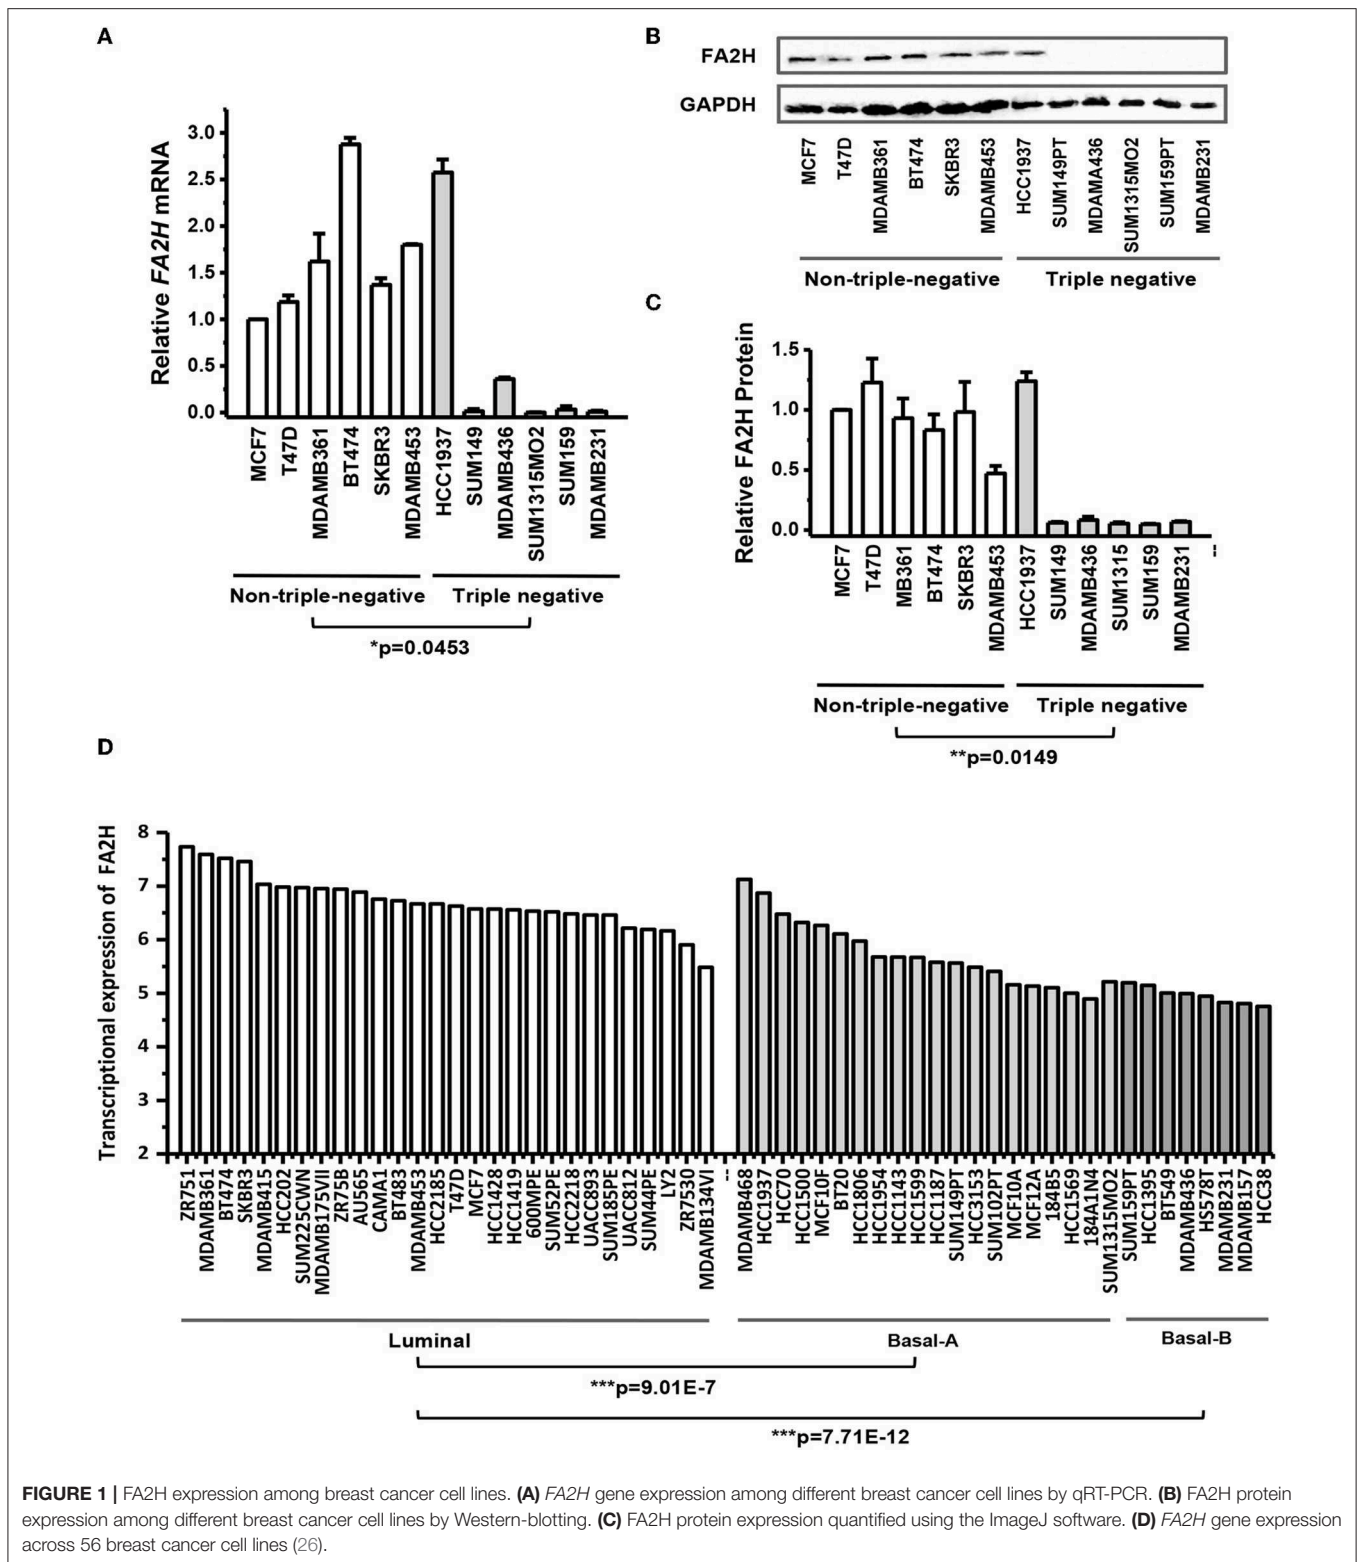 A
Relative FA2H mRNA
3.0
2.5
2.0
1.5
1.0
0.5
0.0
MCF7
T47D
MDAMB361
BT474
SKBR3
MDAMB453
HCC1937
SUM149
MDAMB436
SUM1315MO2
SUM159
MDAMB231
Non-triple-negative Triple negative
*p=0.0453
B
FA2H
GAPDH
MCF7
T47D
MDAMB361
BT474
SKBR3
MDAMB453
HCC1937
SUM149PT
MDAMA436
SUM1315MO2
SUM159PT
MDAMB231
Non-triple-negative Triple negative
C
Relative FA2H Protein
1.5
1.0
0.5
0.0
MCF7
T47D
MB361
BT474
SKBR3
MDAMB453
HCC1937
SUM149
MDAMB436
SUM1315
SUM159
MDAMB231
--
Non-triple-negative Triple negative
**p=0.0149
D
Transcriptional expression of FA2H
8
7
6
5
4
3
2
ZR751
MDAMB361
BT474
SKBR3
MDAMB415
HCC202
SUM225CWN
MDAMB175VII
ZR75B
AU565
CAMA1
BT483
MDAMB453
HCC2185
T47D
MCF7
HCC1428
HCC1419
600MPE
SUM52PE
HCC2218
UACC893
SUM185PE
UACC812
SUM44PE
LY2
ZR7530
MDAMB134VI
--
MDAMB468
HCC1937
HCC70
HCC1500
MCF10F
BT20
HCC1806
HCC1954
HCC1143
HCC1599
HCC1187
SUM149PT
HCC3153
SUM102PT
MCF10A
MCF12A
184B5
HCC1569
184A1N4
SUM1315MO2
SUM159PT
HCC1395
BT549
MDAMB436
HS578T
MDAMB231
MDAMB157
HCC38
Luminal Basal-A Basal-B
***p=9.01E-7
***p=7.71E-12
FIGURE 1 | FA2H expression among breast cancer cell lines. (A) FA2H gene expression among different breast cancer cell lines by qRT-PCR. (B) FA2H protein
expression among different breast cancer cell lines by Western-blotting. (C) FA2H protein expression quantified using the ImageJ software. (D) FA2H gene expression
across 56 breast cancer cell lines (26).